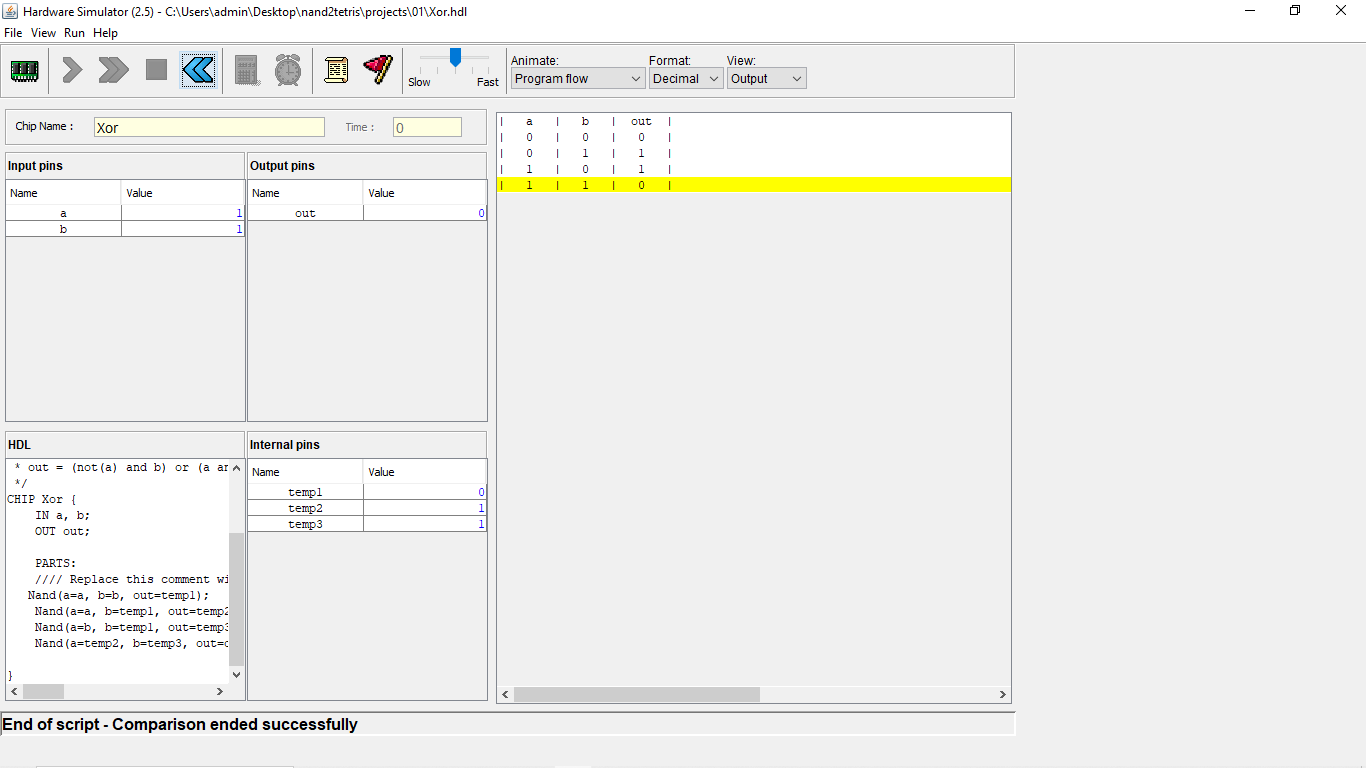 Hardware Simulator (2.5) - C:\Users\admin\Desktop\nand2tetris\projects\01\Xor.hdl
File View Run Help
Slow Fast
Animate: Format: View:
Program flow Decimal Output
Chip Name : Xor Time : 0
Input pins
Name Value
a 1
b 1
Output pins
Name Value
out 0
HDL
* out = (not(a) and b) or (a an
*/
CHIP Xor {
IN a, b;
OUT out;
PARTS:
//// Replace this comment wi
Nand(a=a, b=b, out=temp1);
Nand(a=a, b=temp1, out=temp2
Nand(a=b, b=temp1, out=temp3
Nand(a=temp2, b=temp3, out=o
}
Internal pins
Name Value
temp1 0
temp2 1
temp3 1
| a | b | out |
| 0 | 0 | 0 |
| 0 | 1 | 1 |
| 1 | 0 | 1 |
| 1 | 1 | 0 |
End of script - Comparison ended successfully